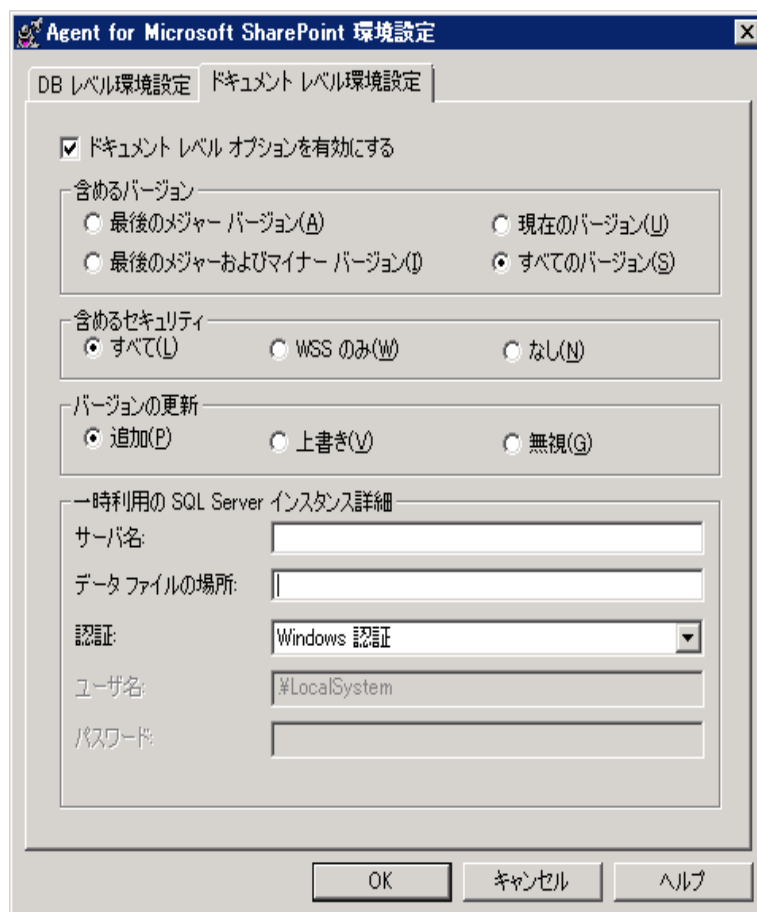 Agent for Microsoft SharePoint 環境設定
DB レベル環境設定 ドキュメント レベル環境設定
ドキュメント レベル オプションを有効にする
含めるバージョン
最後のメジャー バージョン(A) 現在のバージョン(U)
最後のメジャーおよびマイナー バージョン(I) すべてのバージョン(S)
含めるセキュリティ
すべて(L) WSS のみ(W) なし(N)
バージョンの更新
追加(P) 上書き(V) 無視(G)
一時利用の SQL Server インスタンス詳細
サーバ名:
データ ファイルの場所:
認証: Windows 認証
ユーザ名: .¥LocalSystem
パスワード:
OK キャンセル ヘルプ